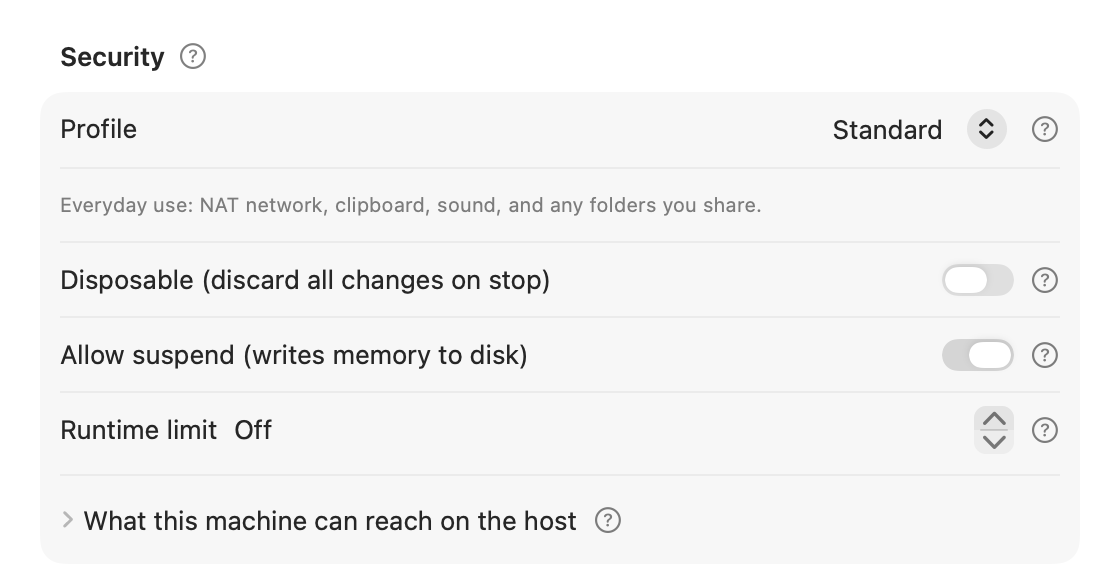 Security ?
Profile Standard ?
Everyday use: NAT network, clipboard, sound, and any folders you share.
Disposable (discard all changes on stop) ?
Allow suspend (writes memory to disk) ?
Runtime limit Off ?
What this machine can reach on the host ?